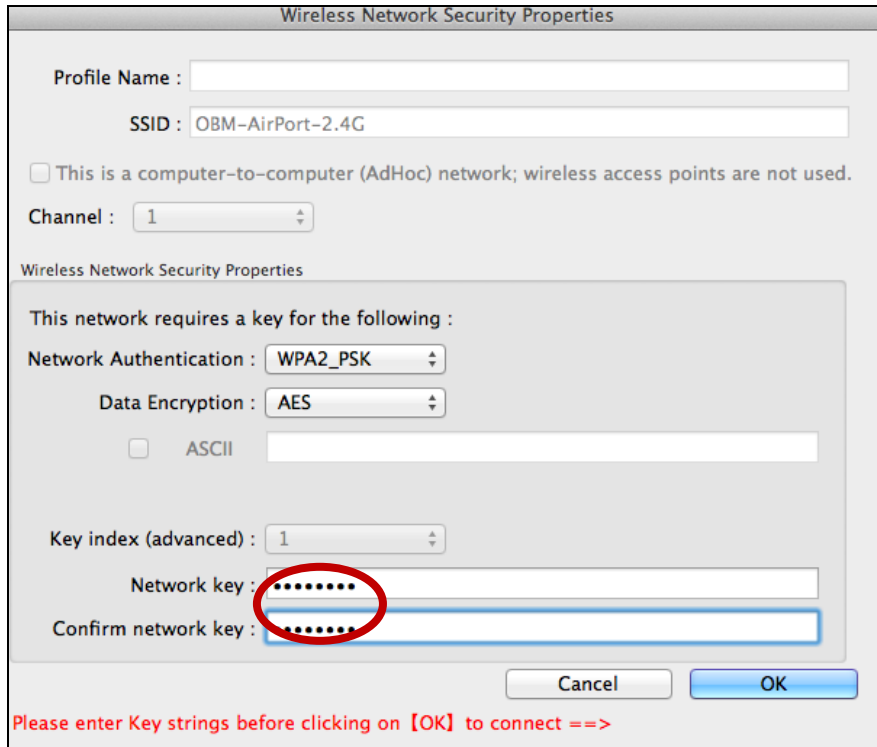 Wireless Network Security Properties
Profile Name :
SSID : OBM-AirPort-2.4G
This is a computer-to-computer (AdHoc) network; wireless access points are not used.
Channel : 1
Wireless Network Security Properties
This network requires a key for the following :
Network Authentication : WPA2_PSK
Data Encryption : AES
ASCII
Key index (advanced) : 1
Network key : ••••••••
Confirm network key : ••••••••
Cancel OK
Please enter Key strings before clicking on【OK】to connect ==>